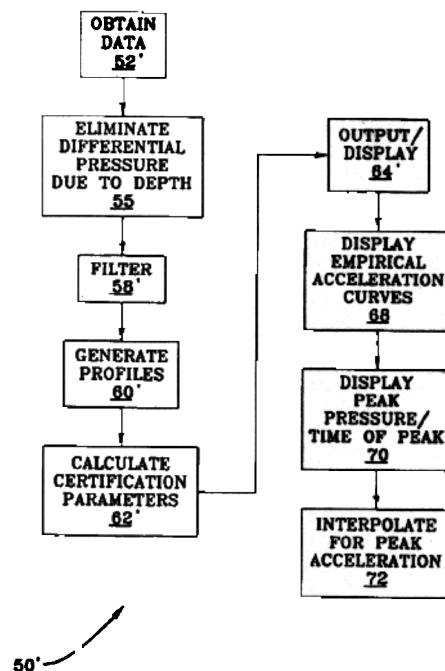 OBTAIN
DATA
52'
ELIMINATE
DIFFERENTIAL
PRESSURE
DUE TO DEPTH
55
FILTER
58'
GENERATE
PROFILES
60'
CALCULATE
CERTIFICATION
PARAMETERS
62'
OUTPUT/
DISPLAY
64'
DISPLAY
EMPIRICAL
ACCELERATION
CURVES
68
DISPLAY
PEAK
PRESSURE/
TIME OF PEAK
70
INTERPOLATE
FOR PEAK
ACCELERATION
72
50'